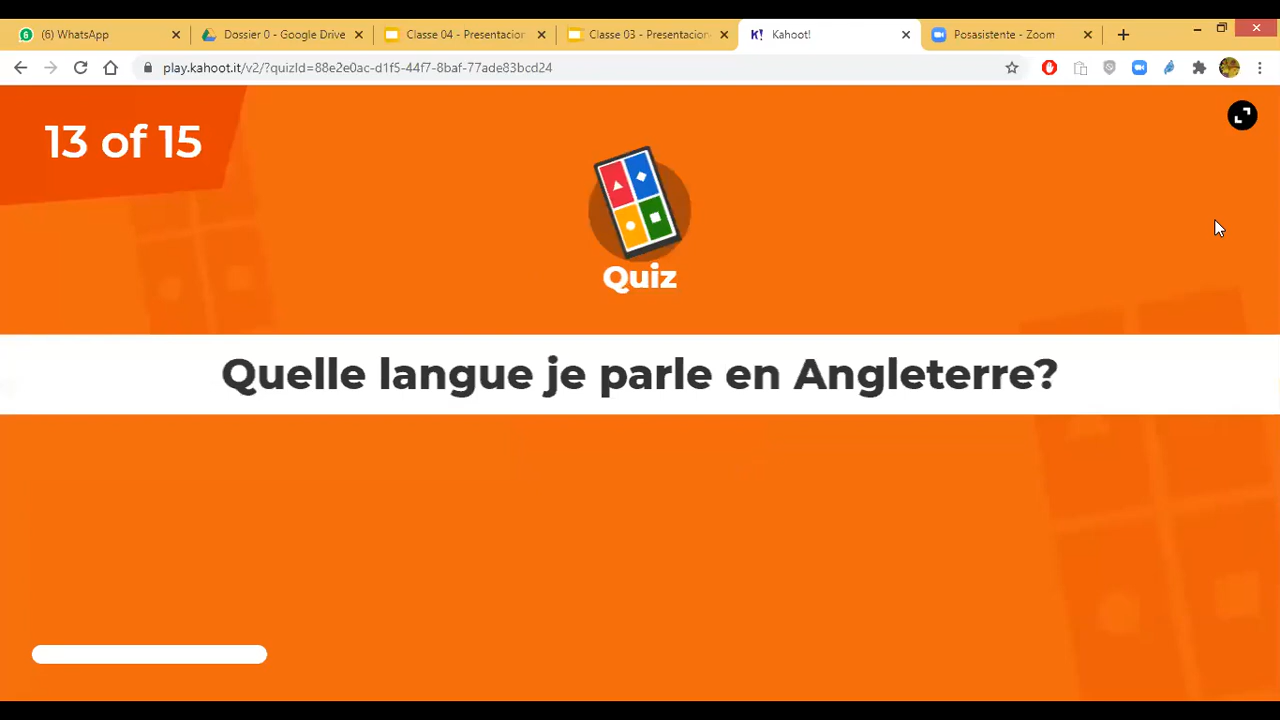 (6) WhatsApp
Dossier 0 - Google Drive
Classe 04 - Presentacion
Classe 03 - Presentacion
K! Kahoot!
Posasistente - Zoom
play.kahoot.it/v2/?quizId=88e2e0ac-d1f5-44f7-8baf-77ade83bcd24
13 of 15
Quiz
Quelle langue je parle en Angleterre?